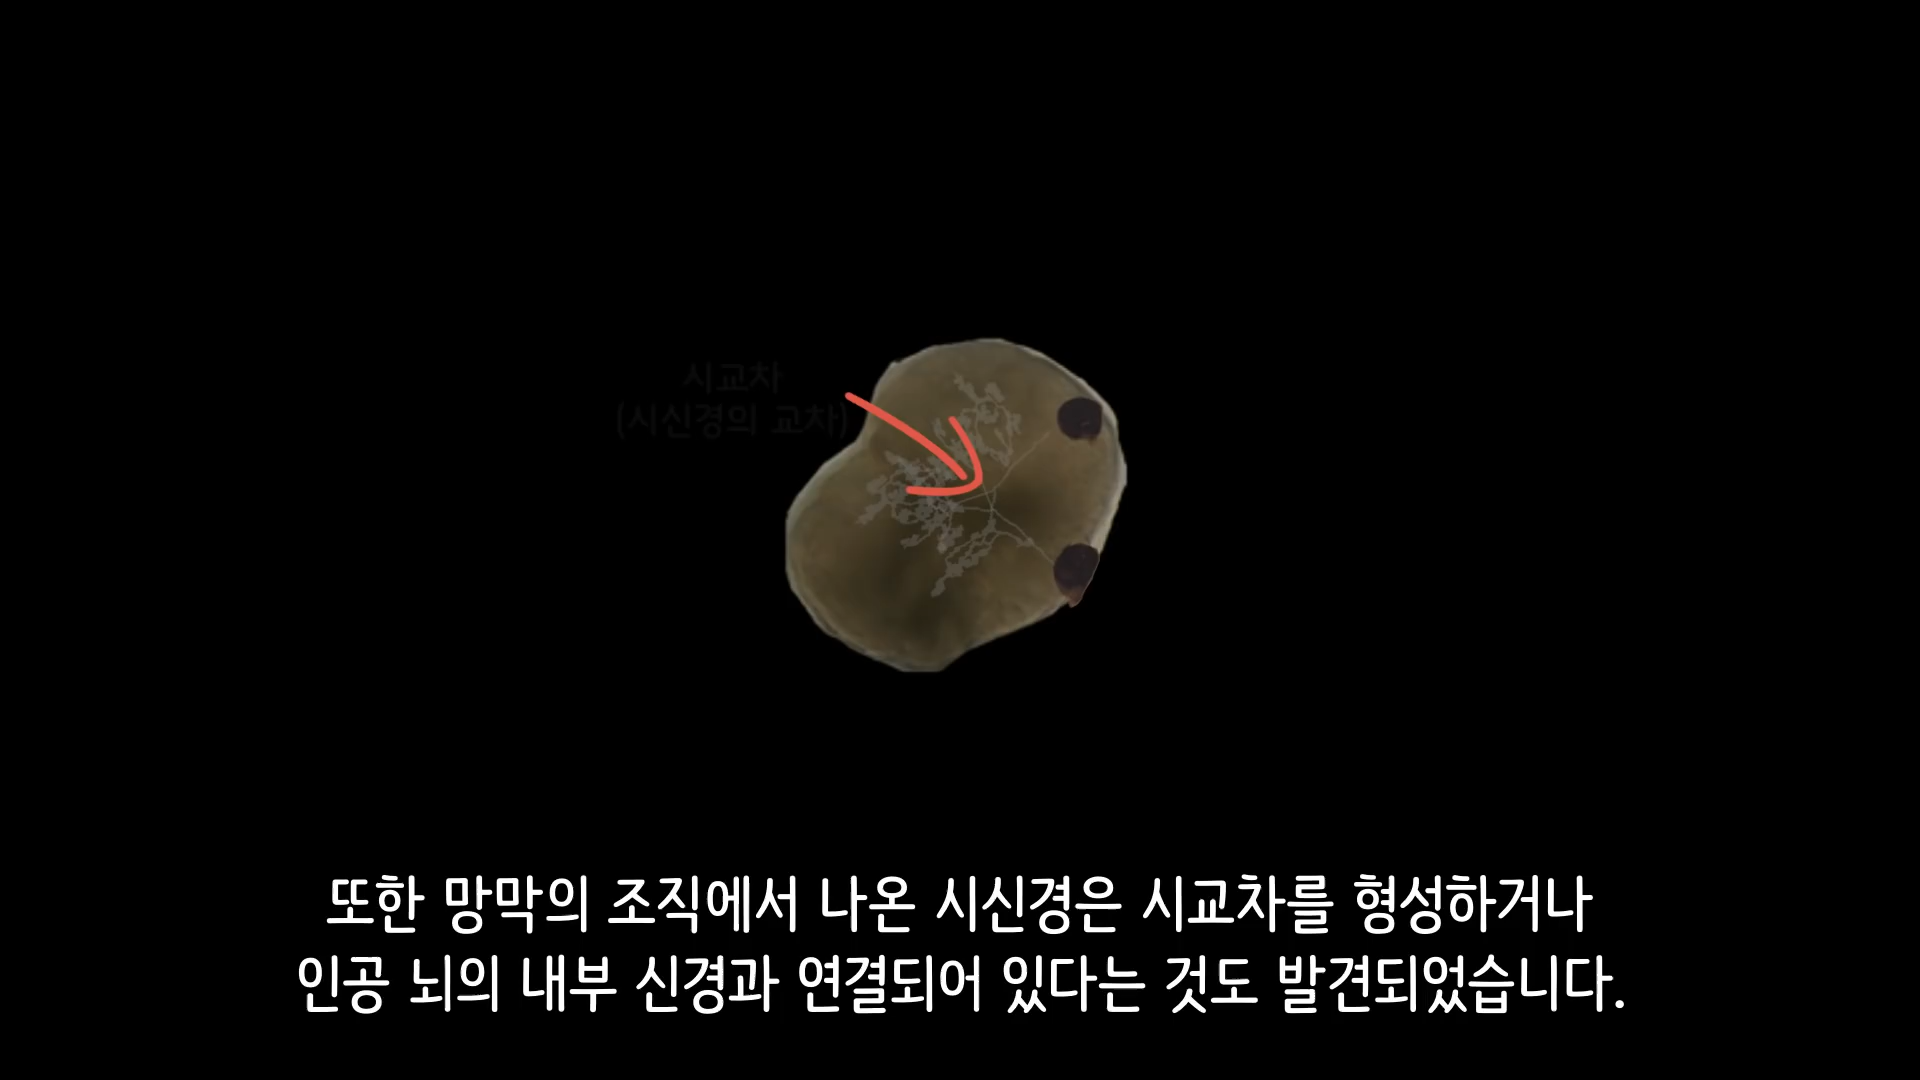 시교차
(시신경의 교차)
또한 망막의 조직에서 나온 시신경은 시교차를 형성하거나
인공 뇌의 내부 신경과 연결되어 있다는 것도 발견되었습니다.